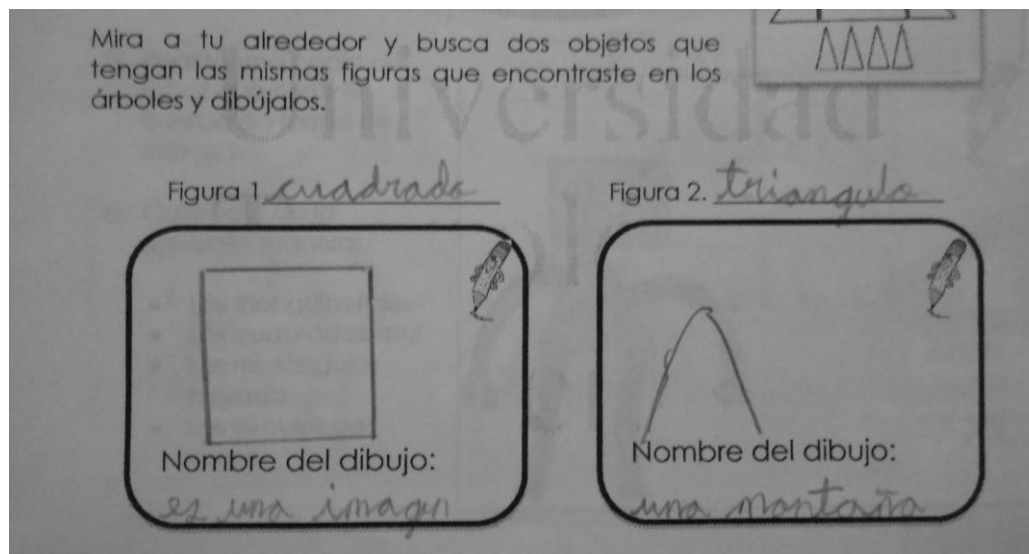 Mira a tu alrededor y busca dos objetos que
tengan las mismas figuras que encontraste en los
árboles y dibújalos.
Universidad
Figura 1 cuadrado
Figura 2. triangulo
Nombre del dibujo:
es una imagen
Nombre del dibujo:
una montaña